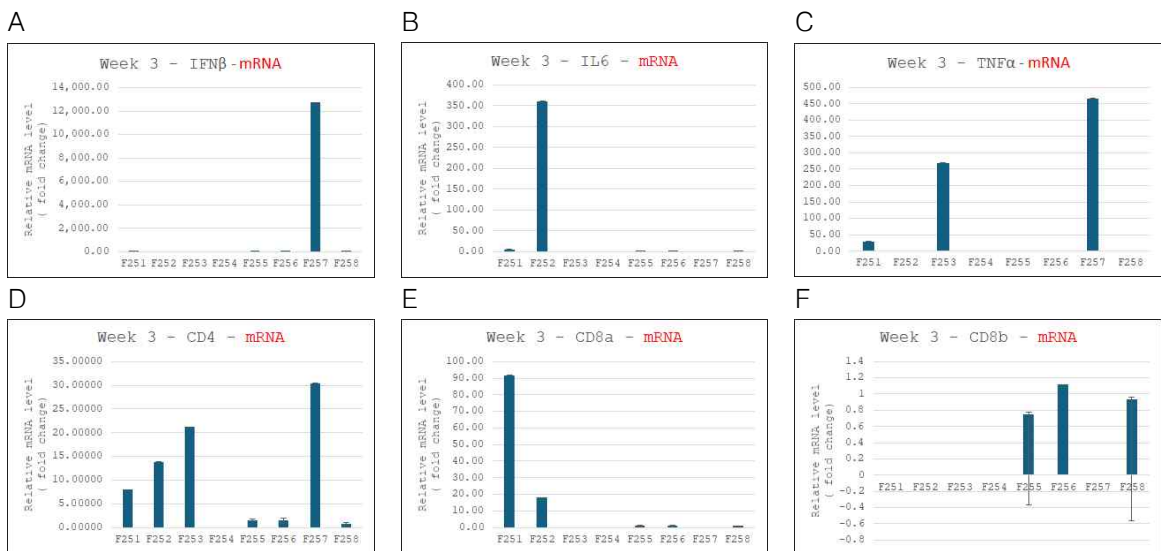 A
Week 3 - IFNβ-mRNA
Relative mRNA level
( fold change)
14,000.00
12,000.00
10,000.00
8,000.00
6,000.00
4,000.00
2,000.00
0.00
F251 F252 F253 F254 F255 F256 F257 F258
B
Week 3 - IL6 - mRNA
Relative mRNA level
( fold change)
400.00
350.00
300.00
250.00
200.00
150.00
100.00
50.00
0.00
F251 F252 F253 F254 F255 F256 F257 F258
C
Week 3 - TNFα-mRNA
Relative mRNA level
( fold change)
500.00
450.00
400.00
350.00
300.00
250.00
200.00
150.00
100.00
50.00
0.00
F251 F252 F253 F254 F255 F256 F257 F258
D
Week 3 - CD4 - mRNA
Relative mRNA level
( fold change)
35.00000
30.00000
25.00000
20.00000
15.00000
10.00000
5.00000
0.00000
F251 F252 F253 F254 F255 F256 F257 F258
E
Week 3 - CD8a - mRNA
Relative mRNA level
( fold change)
100.00
90.00
80.00
70.00
60.00
50.00
40.00
30.00
20.00
10.00
0.00
F251 F252 F253 F254 F255 F256 F257 F258
F
Week 3 - CD8b - mRNA
Relative mRNA level
( fold change)
1.4
1.2
1
0.8
0.6
0.4
0.2
0
-0.2
-0.4
-0.6
-0.8
F251 F252 F253 F254 F255 F256 F257 F258